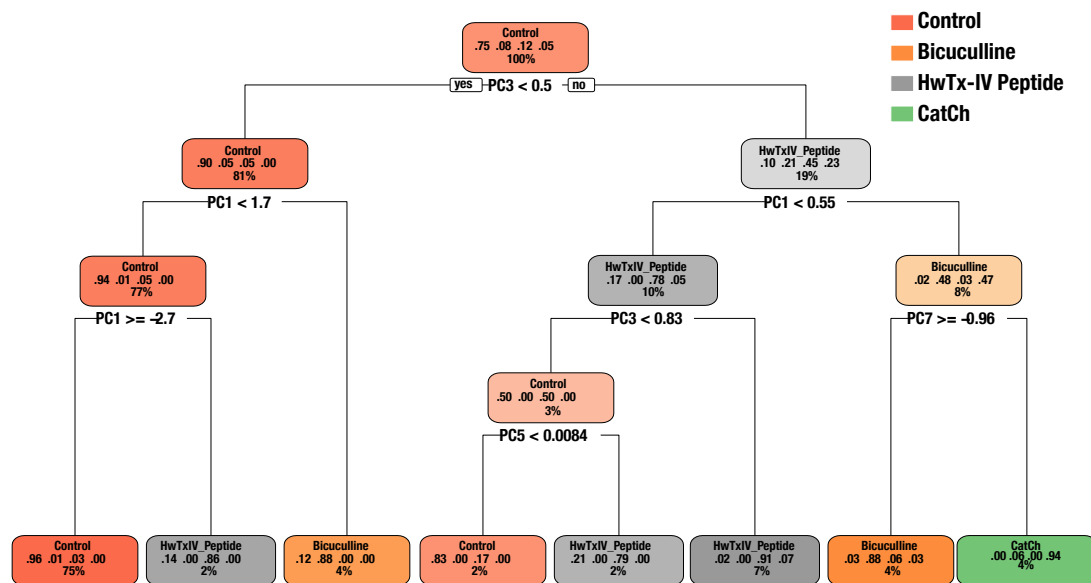 Control
Bicuculline
HwTx-IV Peptide
CatCh
Control
.75 .08 .12 .05
100%
yes PC3 < 0.5 no
Control
.90 .05 .05 .00
81%
HwTxIV_Peptide
.10 .21 .45 .23
19%
PC1 < 1.7
PC1 < 0.55
Control
.94 .01 .05 .00
77%
HwTxIV_Peptide
.17 .00 .78 .05
10%
Bicuculline
.02 .48 .03 .47
8%
PC1 >= -2.7
PC3 < 0.83
PC7 >= -0.96
Control
.50 .00 .50 .00
3%
PC5 < 0.0084
Control
.96 .01 .03 .00
75%
HwTxIV_Peptide
.14 .00 .86 .00
2%
Bicuculline
.12 .88 .00 .00
4%
Control
.83 .00 .17 .00
2%
HwTxIV_Peptide
.21 .00 .79 .00
2%
HwTxIV_Peptide
.02 .00 .91 .07
7%
Bicuculline
.03 .88 .06 .03
4%
CatCh
.00 .06 .00 .94
4%